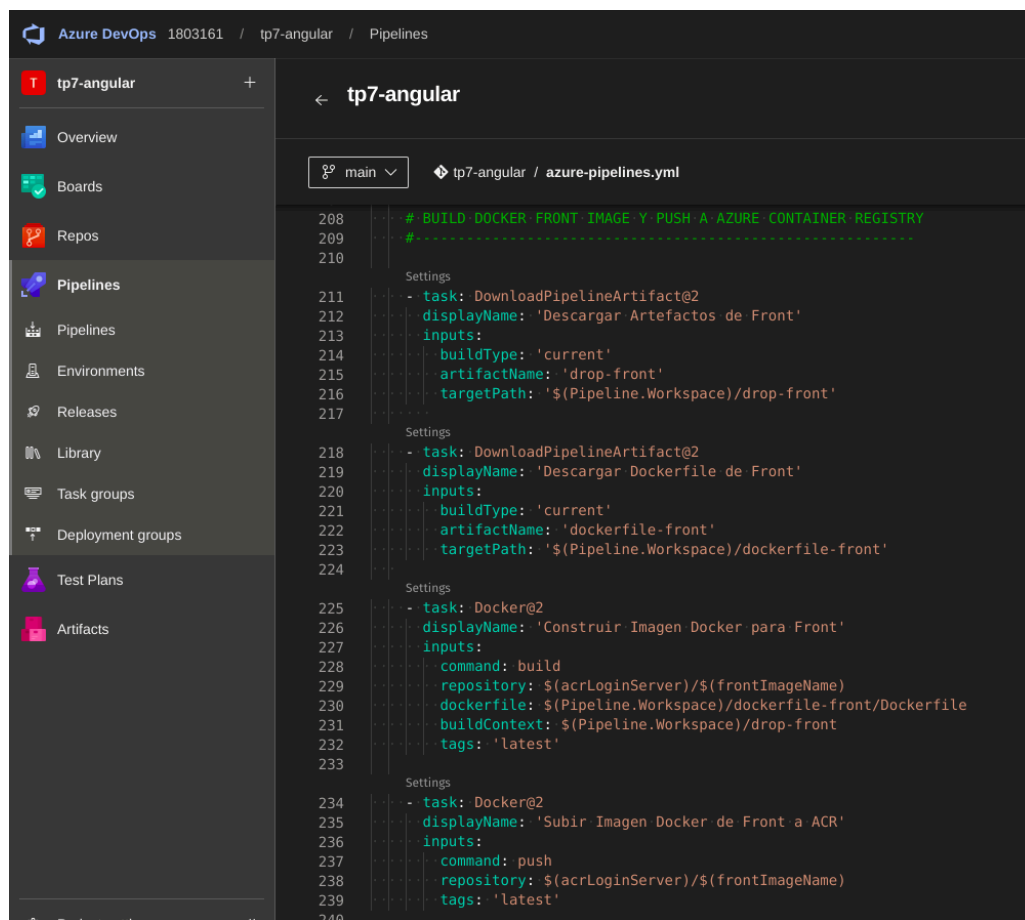 Azure DevOps 1803161 / tp7-angular / Pipelines
T tp7-angular +
Overview
Boards
Repos
Pipelines
Pipelines
Environments
Releases
Library
Task groups
Deployment groups
Test Plans
Artifacts
← tp7-angular
main tp7-angular / azure-pipelines.yml
208 # BUILD DOCKER FRONT IMAGE Y PUSH A AZURE CONTAINER REGISTRY
209 #----------------------------------------------------------
210
Settings
211 - task: DownloadPipelineArtifact@2
212 displayName: 'Descargar Artefactos de Front'
213 inputs:
214 buildType: 'current'
215 artifactName: 'drop-front'
216 targetPath: '$(Pipeline.Workspace)/drop-front'
217
Settings
218 - task: DownloadPipelineArtifact@2
219 displayName: 'Descargar Dockerfile de Front'
220 inputs:
221 buildType: 'current'
222 artifactName: 'dockerfile-front'
223 targetPath: '$(Pipeline.Workspace)/dockerfile-front'
224
Settings
225 - task: Docker@2
226 displayName: 'Construir Imagen Docker para Front'
227 inputs:
228 command: build
229 repository: $(acrLoginServer)/$(frontImageName)
230 dockerfile: $(Pipeline.Workspace)/dockerfile-front/Dockerfile
231 buildContext: $(Pipeline.Workspace)/drop-front
232 tags: 'latest'
233
Settings
234 - task: Docker@2
235 displayName: 'Subir Imagen Docker de Front a ACR'
236 inputs:
237 command: push
238 repository: $(acrLoginServer)/$(frontImageName)
239 tags: 'latest'
240